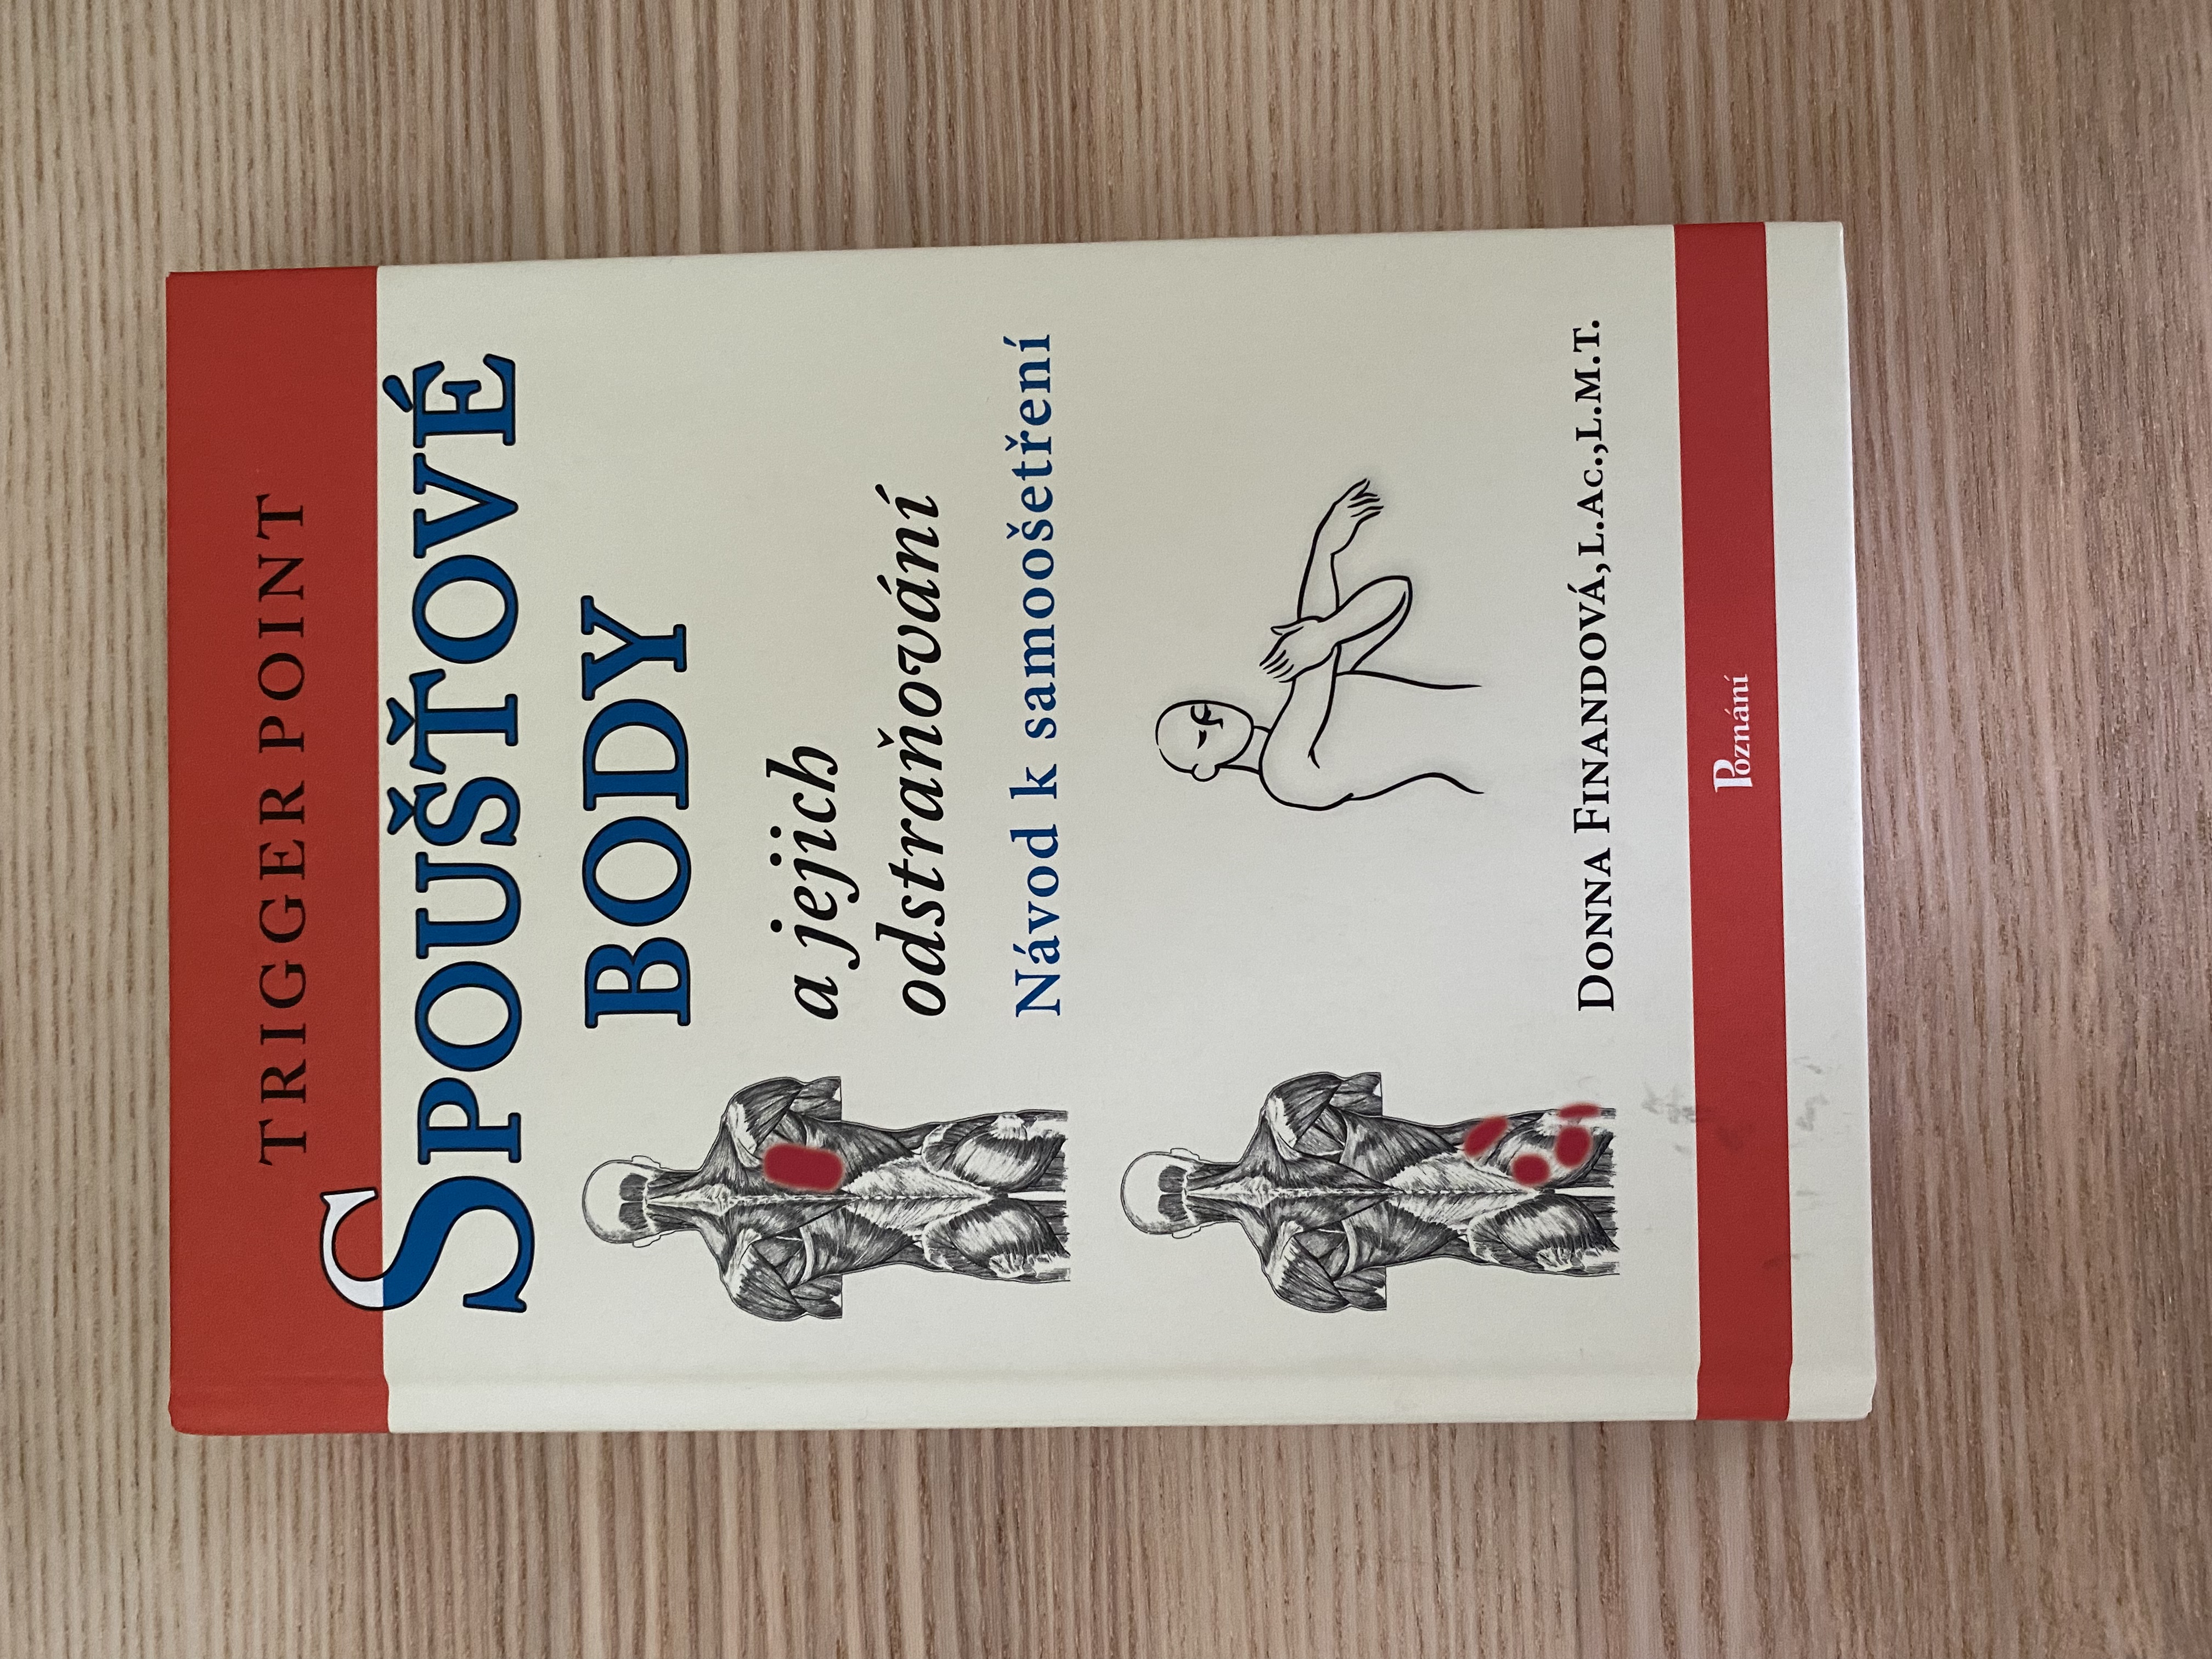 TRIGGER POINT
SPOUŠŤOVÉ
BODY
a jejich
odstraňování
Návod k samoošetření
DONNA FINANDOVÁ, L.AC.,L.M.T.
Poznání